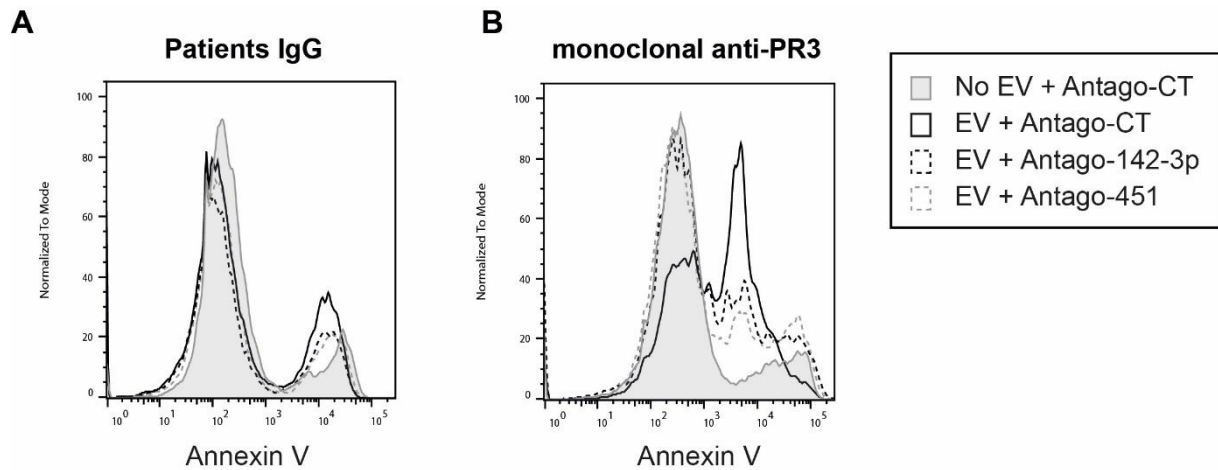 A
Patients IgG
Normalized To Mode
100
80
60
40
20
0
10^0 10^1 10^2 10^3 10^4 10^5
Annexin V
B
monoclonal anti-PR3
Normalized To Mode
100
80
60
40
20
0
10^0 10^1 10^2 10^3 10^4 10^5
Annexin V
No EV + Antago-CT
EV + Antago-CT
EV + Antago-142-3p
EV + Antago-451